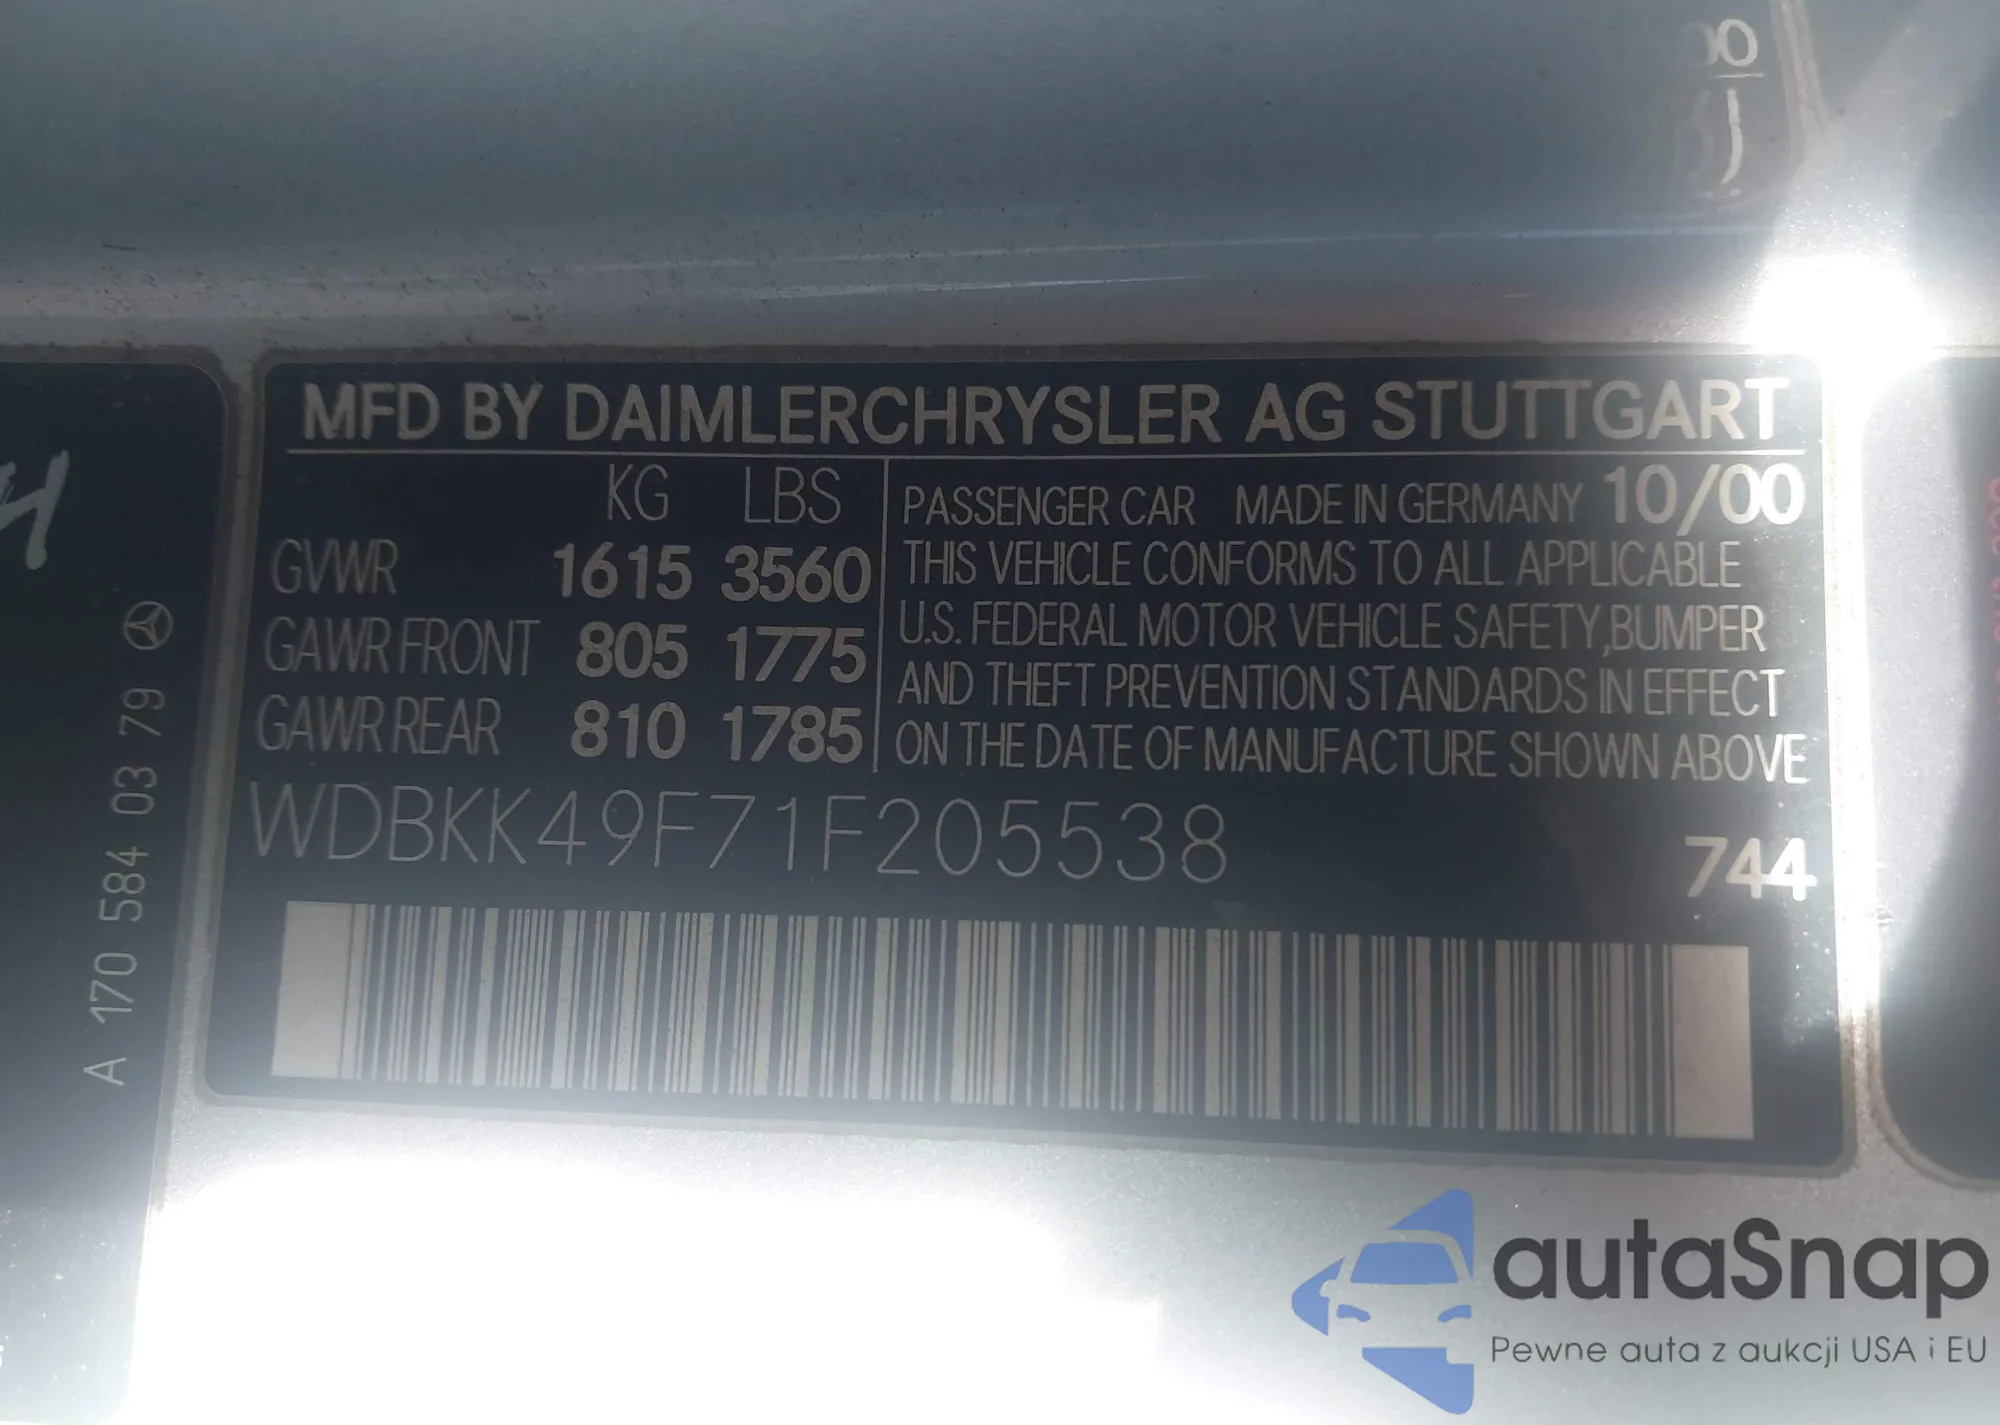 MFD BY DAIMLERCHRYSLER AG STUTTGART
KG LBS
GVWR 1615 3560
GAWR FRONT 805 1775
GAWR REAR 810 1785
PASSENGER CAR MADE IN GERMANY 10/00
THIS VEHICLE CONFORMS TO ALL APPLICABLE
U.S. FEDERAL MOTOR VEHICLE SAFETY,BUMPER
AND THEFT PREVENTION STANDARDS IN EFFECT
ON THE DATE OF MANUFACTURE SHOWN ABOVE
WDBKK49F71F205538
744
A 170 584 03 79
autaSnap
Pewne auta z aukcji USA i EU